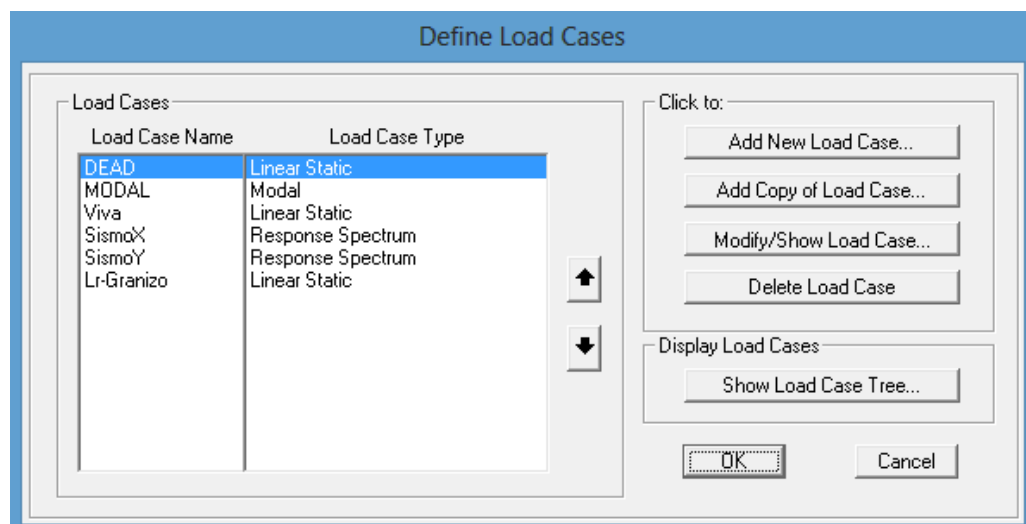 Define Load Cases
Load Cases
Load Case Name Load Case Type
DEAD Linear Static
MODAL Modal
Viva Linear Static
SismoX Response Spectrum
SismoY Response Spectrum
Lr-Granizo Linear Static
Click to:
Add New Load Case...
Add Copy of Load Case...
Modify/Show Load Case...
Delete Load Case
Display Load Cases
Show Load Case Tree...
OK Cancel